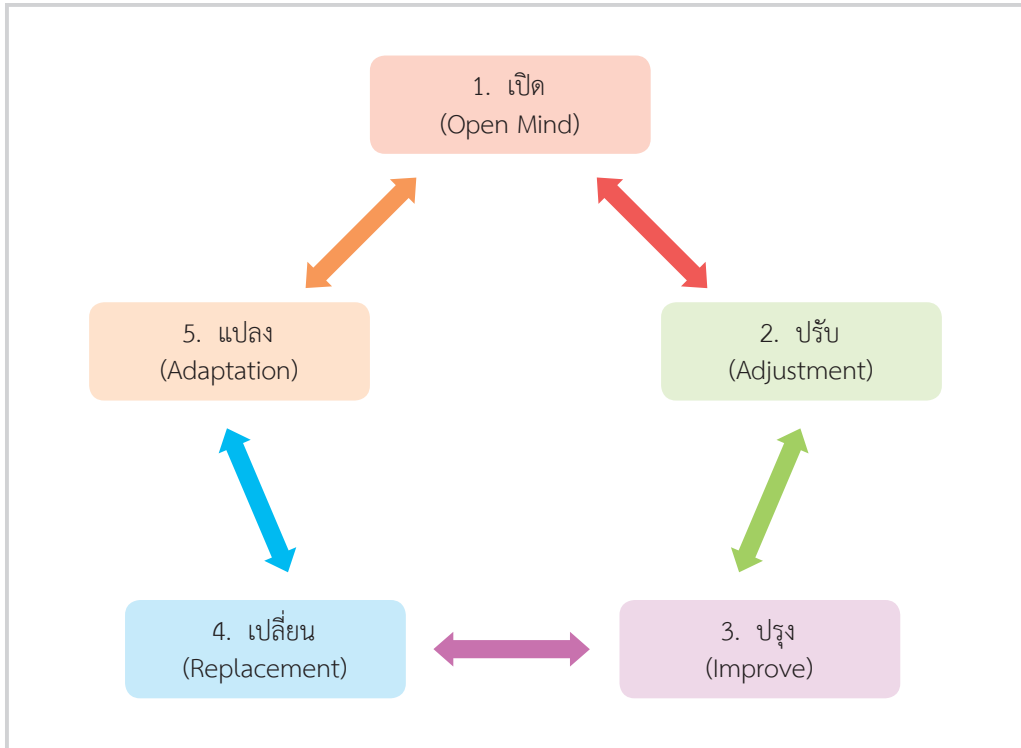 1. เปิด
(Open Mind)
2. ปรับ
(Adjustment)
3. ปรุง
(Improve)
4. เปลี่ยน
(Replacement)
5. แปลง
(Adaptation)